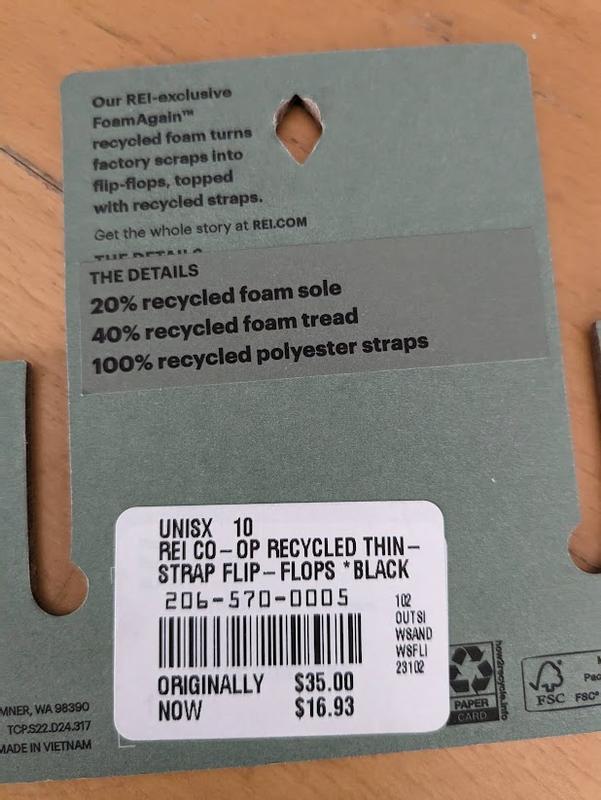 Our REI-exclusive
FoamAgain™
recycled foam turns
factory scraps into
flip-flops, topped
with recycled straps.
Get the whole story at REI.COM
THE DETAILS
THE DETAILS
20% recycled foam sole
40% recycled foam tread
100% recycled polyester straps
UNISX 10
REI CO-OP RECYCLED THIN-
STRAP FLIP-FLOPS *BLACK
206-570-0005
102
OUTSI
WSAND
WSFLI
23102
ORIGINALLY $35.00
NOW $16.93
MNER, WA 98390
TCP.S22.D24.317
MADE IN VIETNAM
how2recycle.info
PAPER
CARD
FSC
FSC®